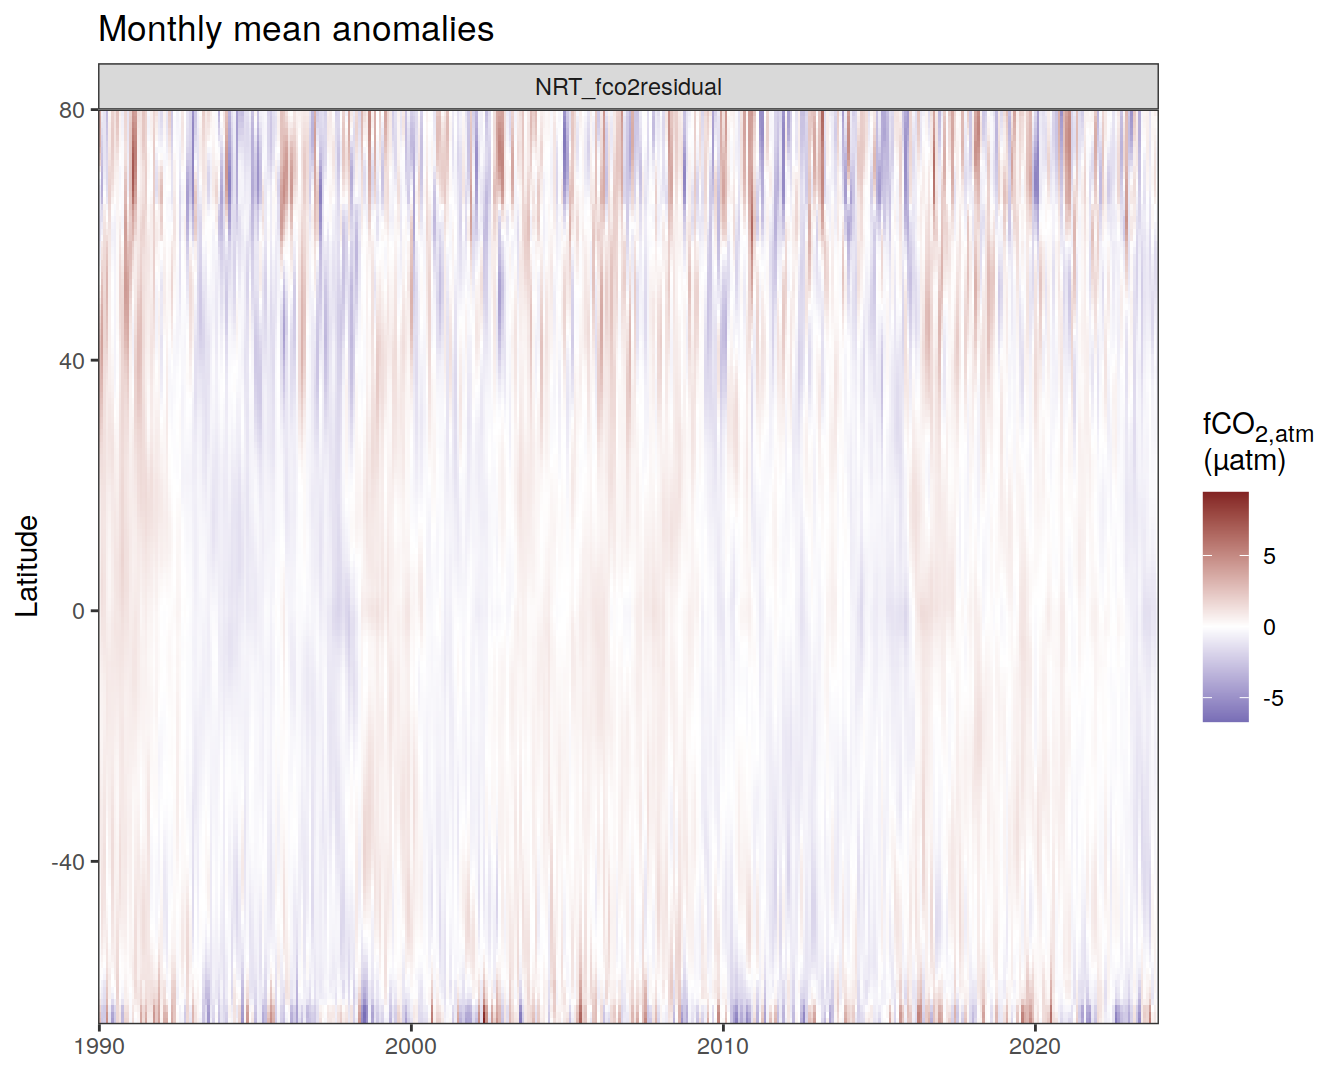 Monthly mean anomalies
NRT_fco2residual
80
40
0
-40
Latitude
1990
2000
2010
2020
fCO2,atm
(µatm)
5
0
-5